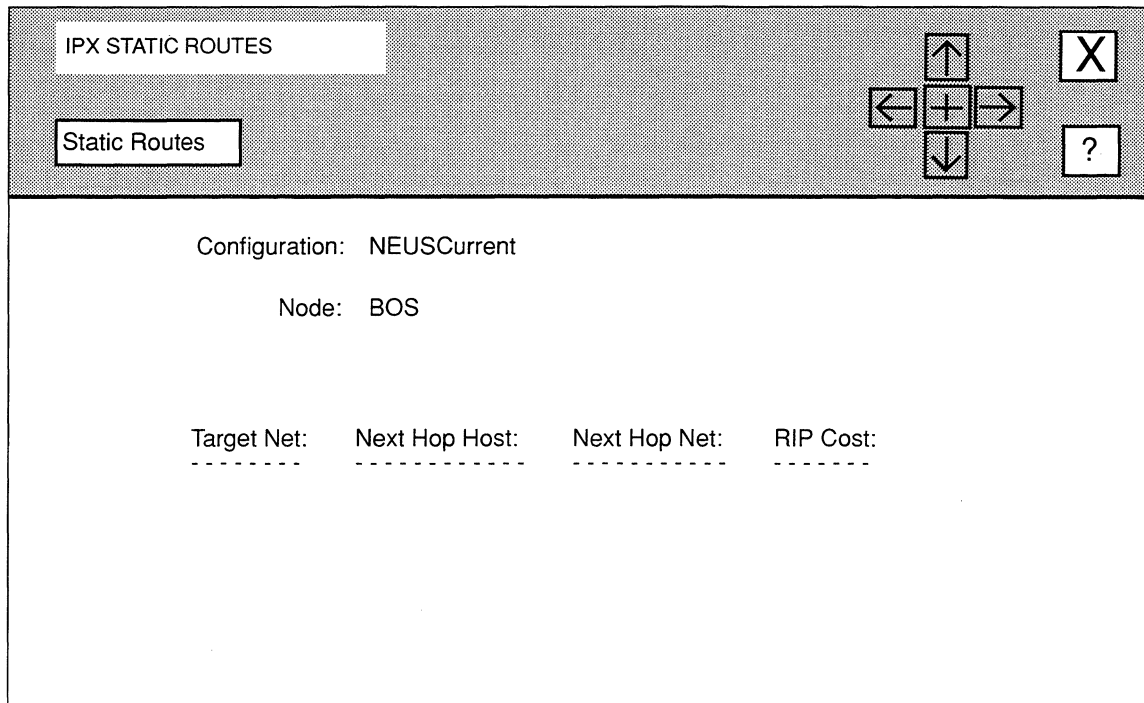 IPX STATIC ROUTES
X
Static Routes
?
Configuration: NEUSCurrent
Node: BOS
Target Net: Next Hop Host: Next Hop Net: RIP Cost:
- - - - - - - - - - - - - - - - - - - - - - - - - - - - - - - - - - - - - -